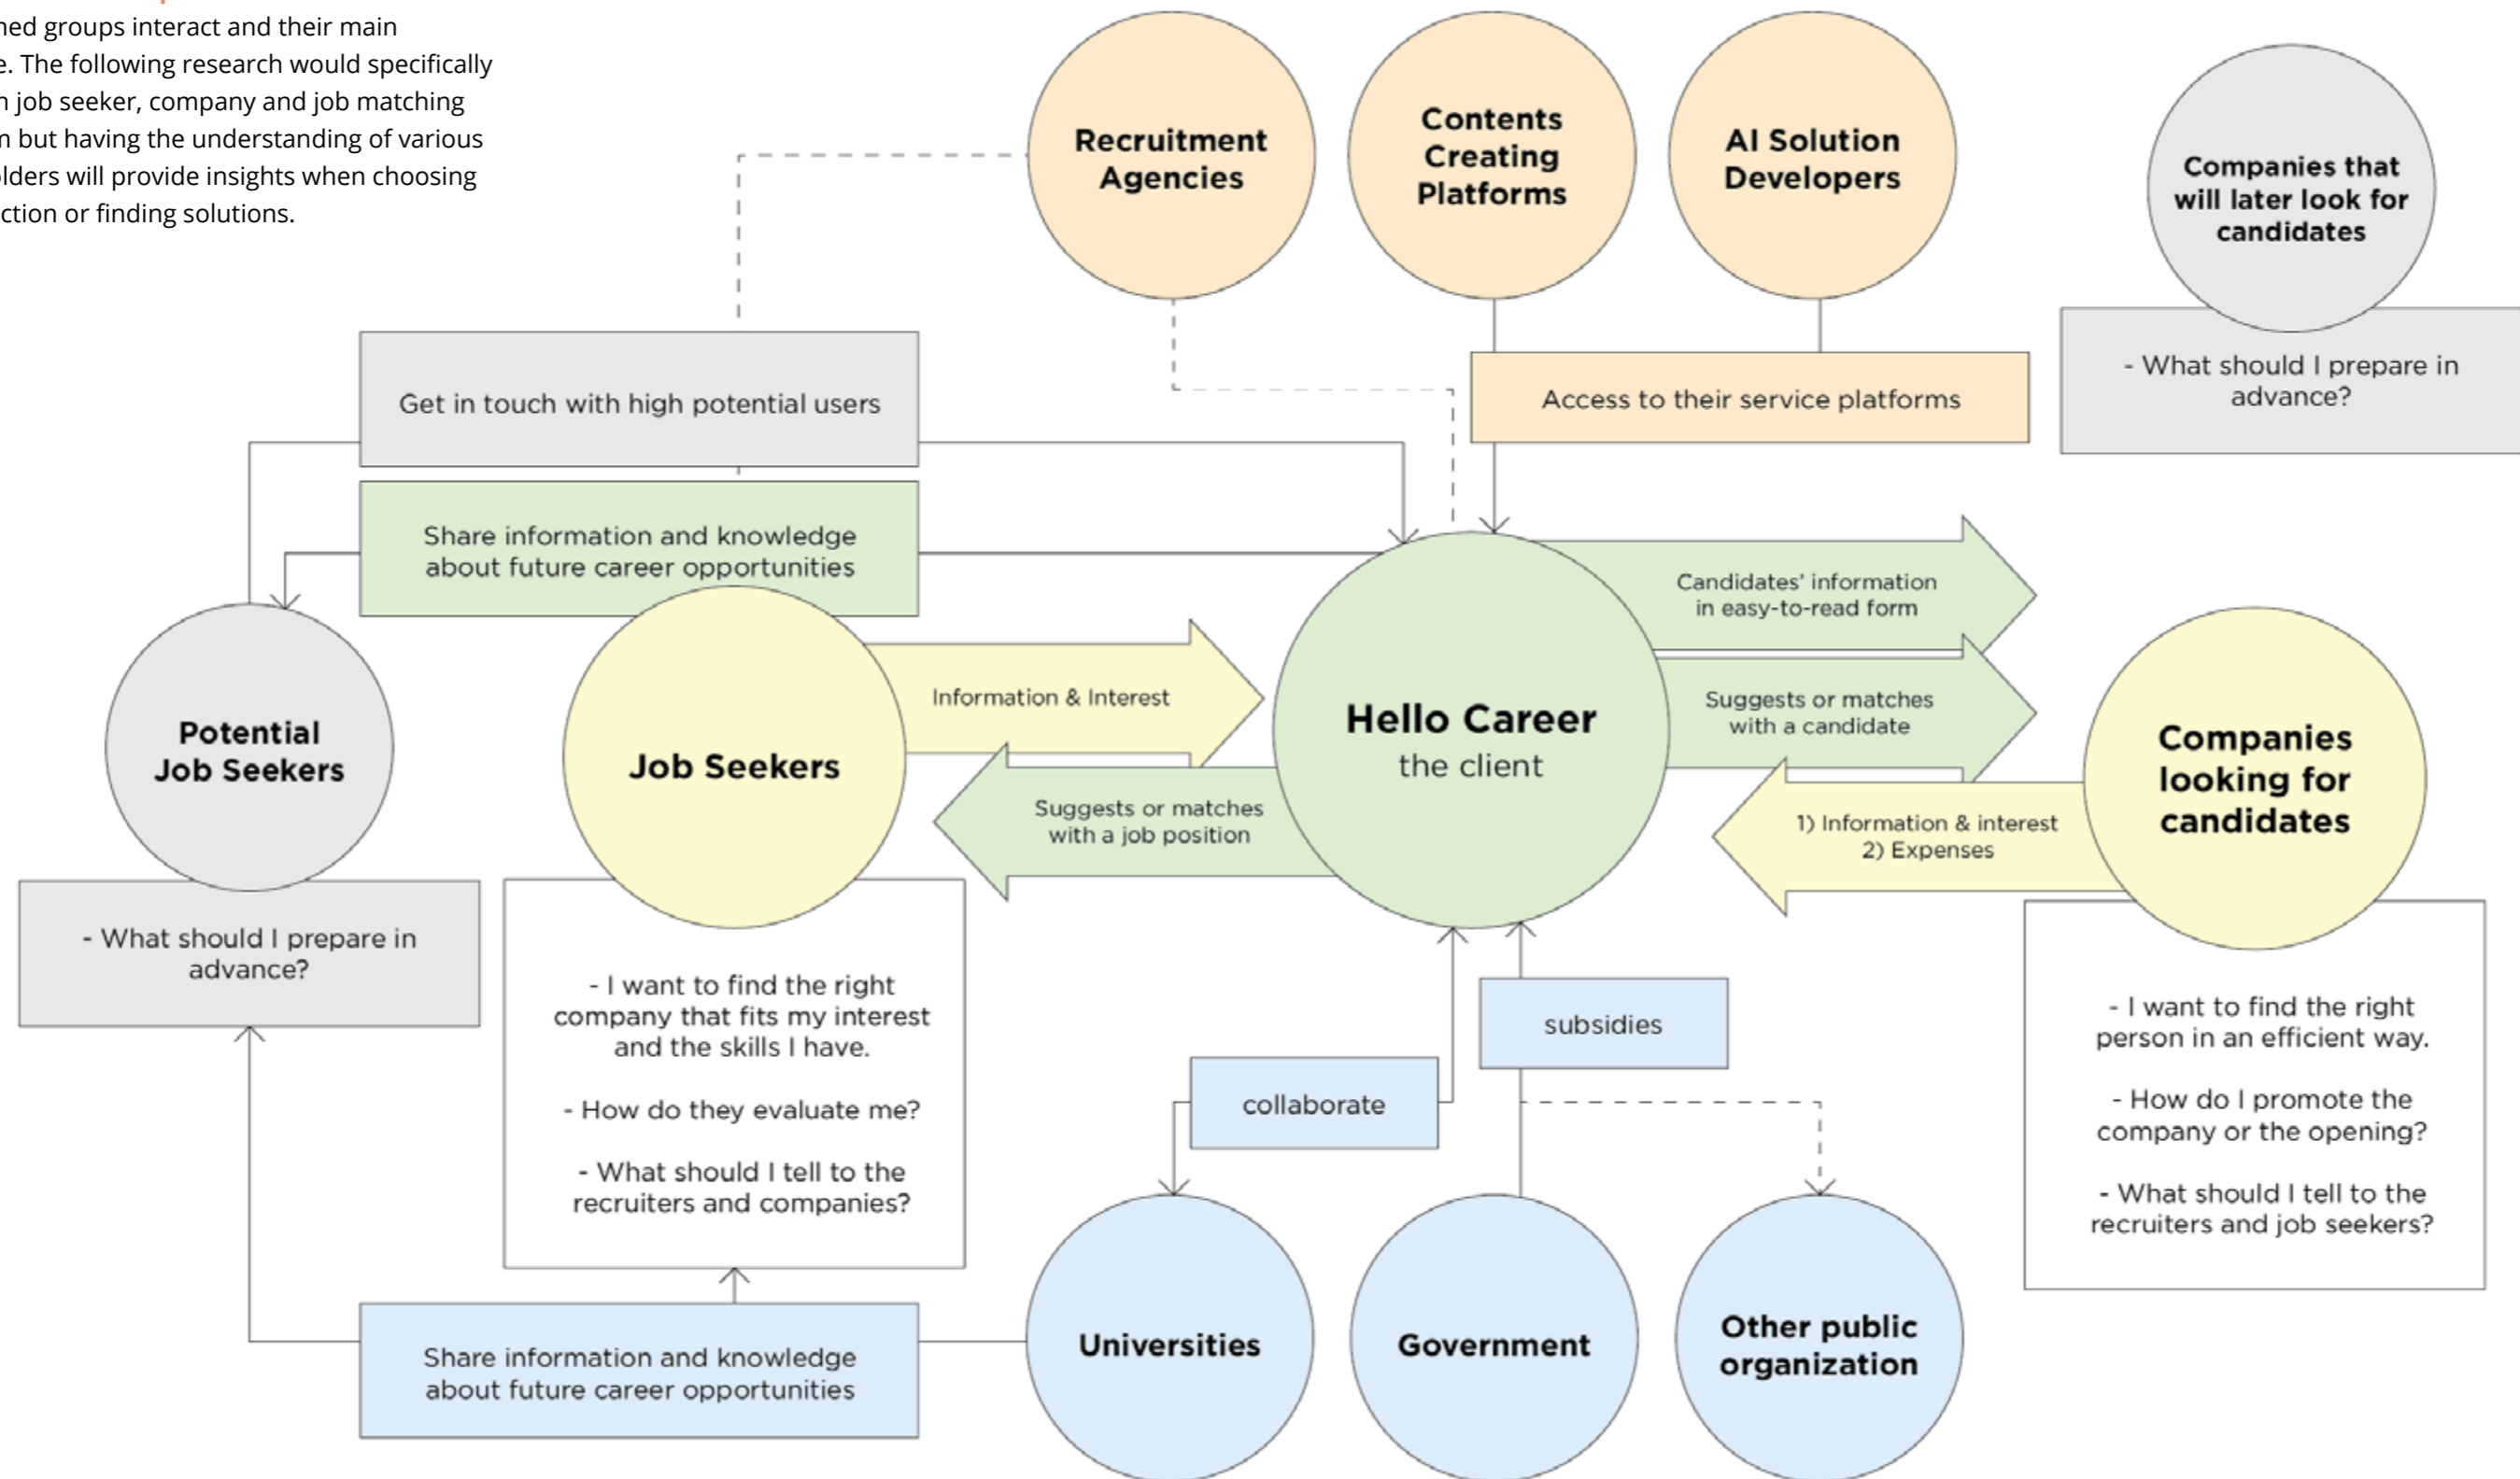 groups interact and their main
The following research would specifically
job seeker, company and job matching
but having the understanding of various
will provide insights when choosing
or finding solutions.
Recruitment
Agencies
Contents
Creating
Platforms
AI Solution
Developers
Companies that
will later look for
candidates
- What should I prepare in
advance?
Get in touch with high potential users
Access to their service platforms
Share information and knowledge
about future career opportunities
Candidates' information
in easy-to-read form
Information & Interest
Suggests or matches
with a candidate
Potential
Job Seekers
Job Seekers
Hello Career
the client
Companies
looking for
candidates
Suggests or matches
with a job position
1) Information & interest
2) Expenses
- What should I prepare in
advance?
- I want to find the right
company that fits my interest
and the skills I have.
- How do they evaluate me?
- What should I tell to the
recruiters and companies?
subsidies
collaborate
- I want to find the right
person in an efficient way.
- How do I promote the
company or the opening?
- What should I tell to the
recruiters and job seekers?
Share information and knowledge
about future career opportunities
Universities
Government
Other public
organization